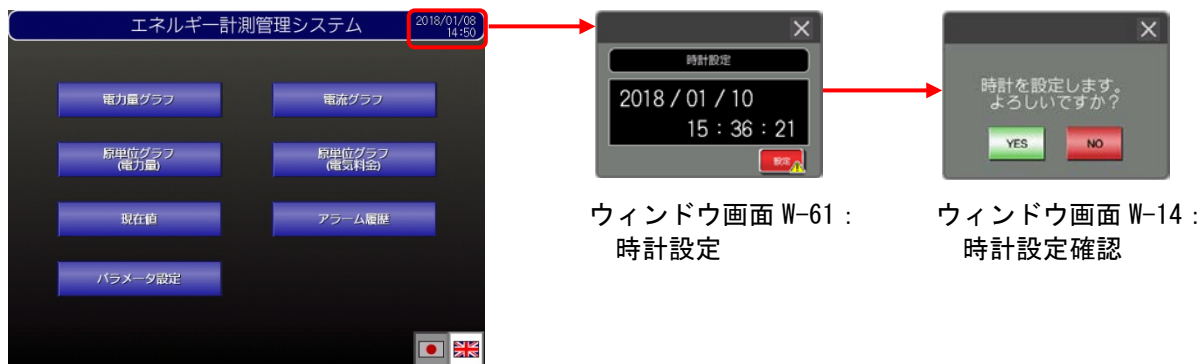 エネルギー計測管理システム
2018/01/08
14:50
電力量グラフ
電流グラフ
原単位グラフ
(電力量)
原単位グラフ
(電気料金)
現在値
アラーム履歴
パラメータ設定
時計設定
2018 / 01 / 10
15 : 36 : 21
設定
ウィンドウ画面 W-61:
時計設定
時計を設定します。
よろしいですか?
YES
NO
ウィンドウ画面 W-14:
時計設定確認